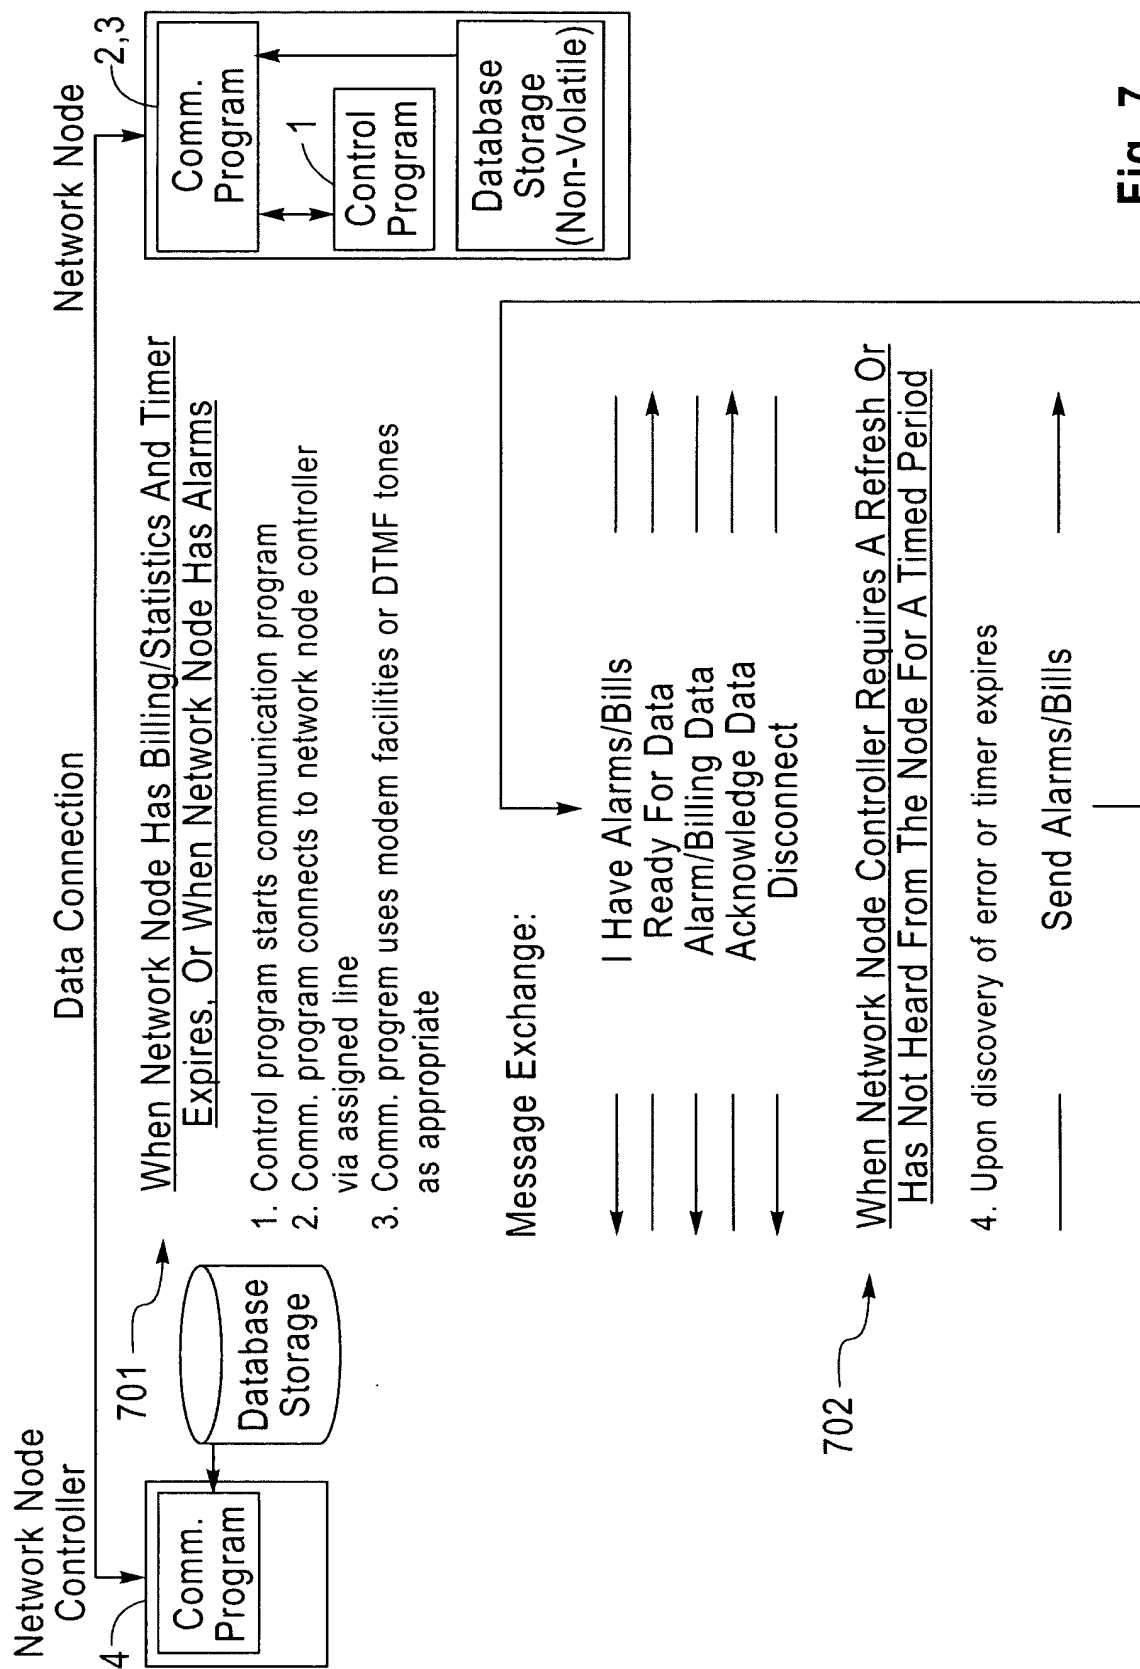 Network Node
Controller
Data Connection
Network Node
4
Comm.
Program
Database
Storage
701
When Network Node Has Billing/Statistics And Timer
Expires, Or When Network Node Has Alarms
1. Control program starts communication program
2. Comm. program connects to network node controller
via assigned line
3. Comm. progrem uses modem facilities or DTMF tones
as appropriate
2,3
Comm.
Program
1
Control
Program
Database
Storage
(Non-Volatile)
Message Exchange:
I Have Alarms/Bills
Ready For Data
Alarm/Billing Data
Acknowledge Data
Disconnect
702
When Network Node Controller Requires A Refresh Or
Has Not Heard From The Node For A Timed Period
4. Upon discovery of error or timer expires
Send Alarms/Bills
Fig. 7